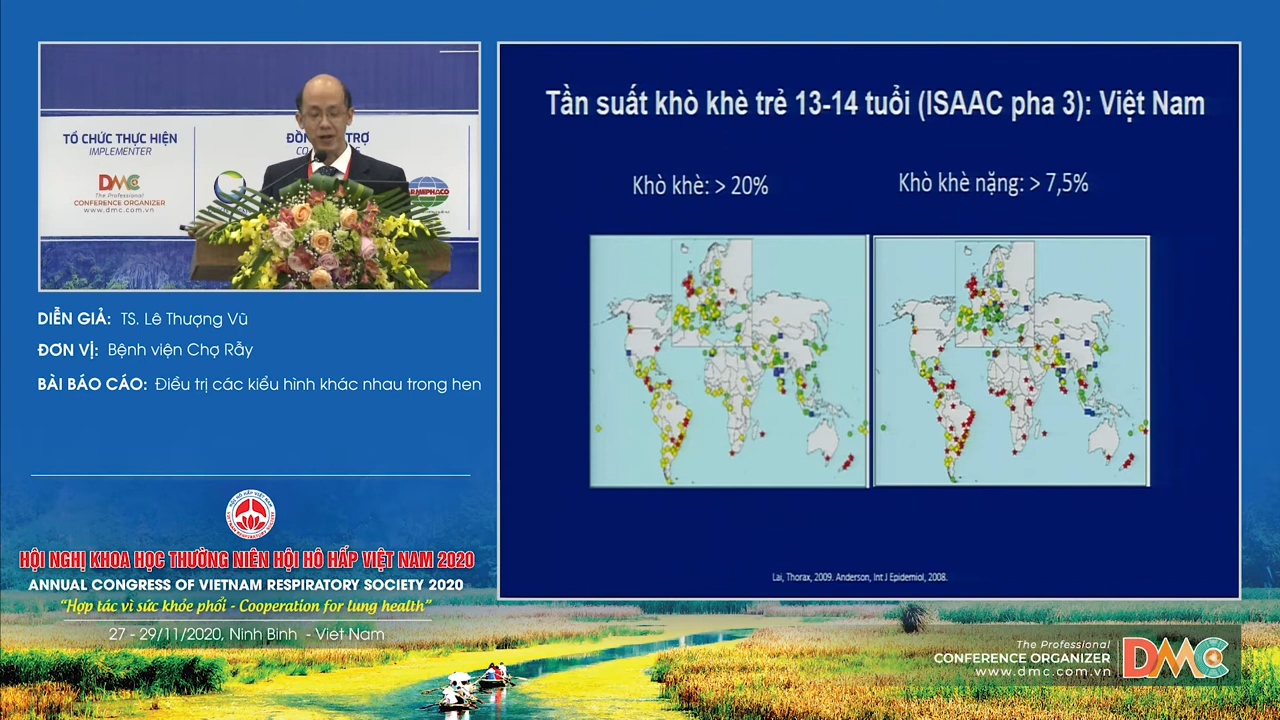 TỔ CHỨC THỰC HIỆN
IMPLEMENTER
DMC
The Professional
CONFERENCE ORGANIZER
www.dmc.com.vn
DIỄN GIẢ: TS. Lê Thượng Vũ
ĐƠN VỊ: Bệnh viện Chợ Rẫy
BÀI BÁO CÁO: Điều trị các kiểu hình khác nhau trong hen
HỘI NGHỊ KHOA HỌC THƯỜNG NIÊN HỘI HÔ HẤP VIỆT NAM 2020
ANNUAL CONGRESS OF VIETNAM RESPIRATORY SOCIETY 2020
“Hợp tác vì sức khỏe phổi - Cooperation for lung health”
27 - 29/11/2020, Ninh Bình - Việt Nam
Tần suất khò khè trẻ 13-14 tuổi (ISAAC pha 3): Việt Nam
Khò khè: > 20%
Khò khè nặng: > 7,5%
Lai, Thorax, 2009. Anderson, Int J Epidemiol, 2008.
The Professional
CONFERENCE ORGANIZER
www.dmc.com.vn
DMC